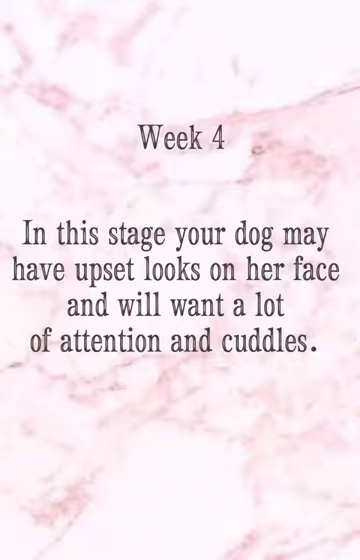 Week 4
In this stage your dog may
have upset looks on her face
and will want a lot
of attention and cuddles.